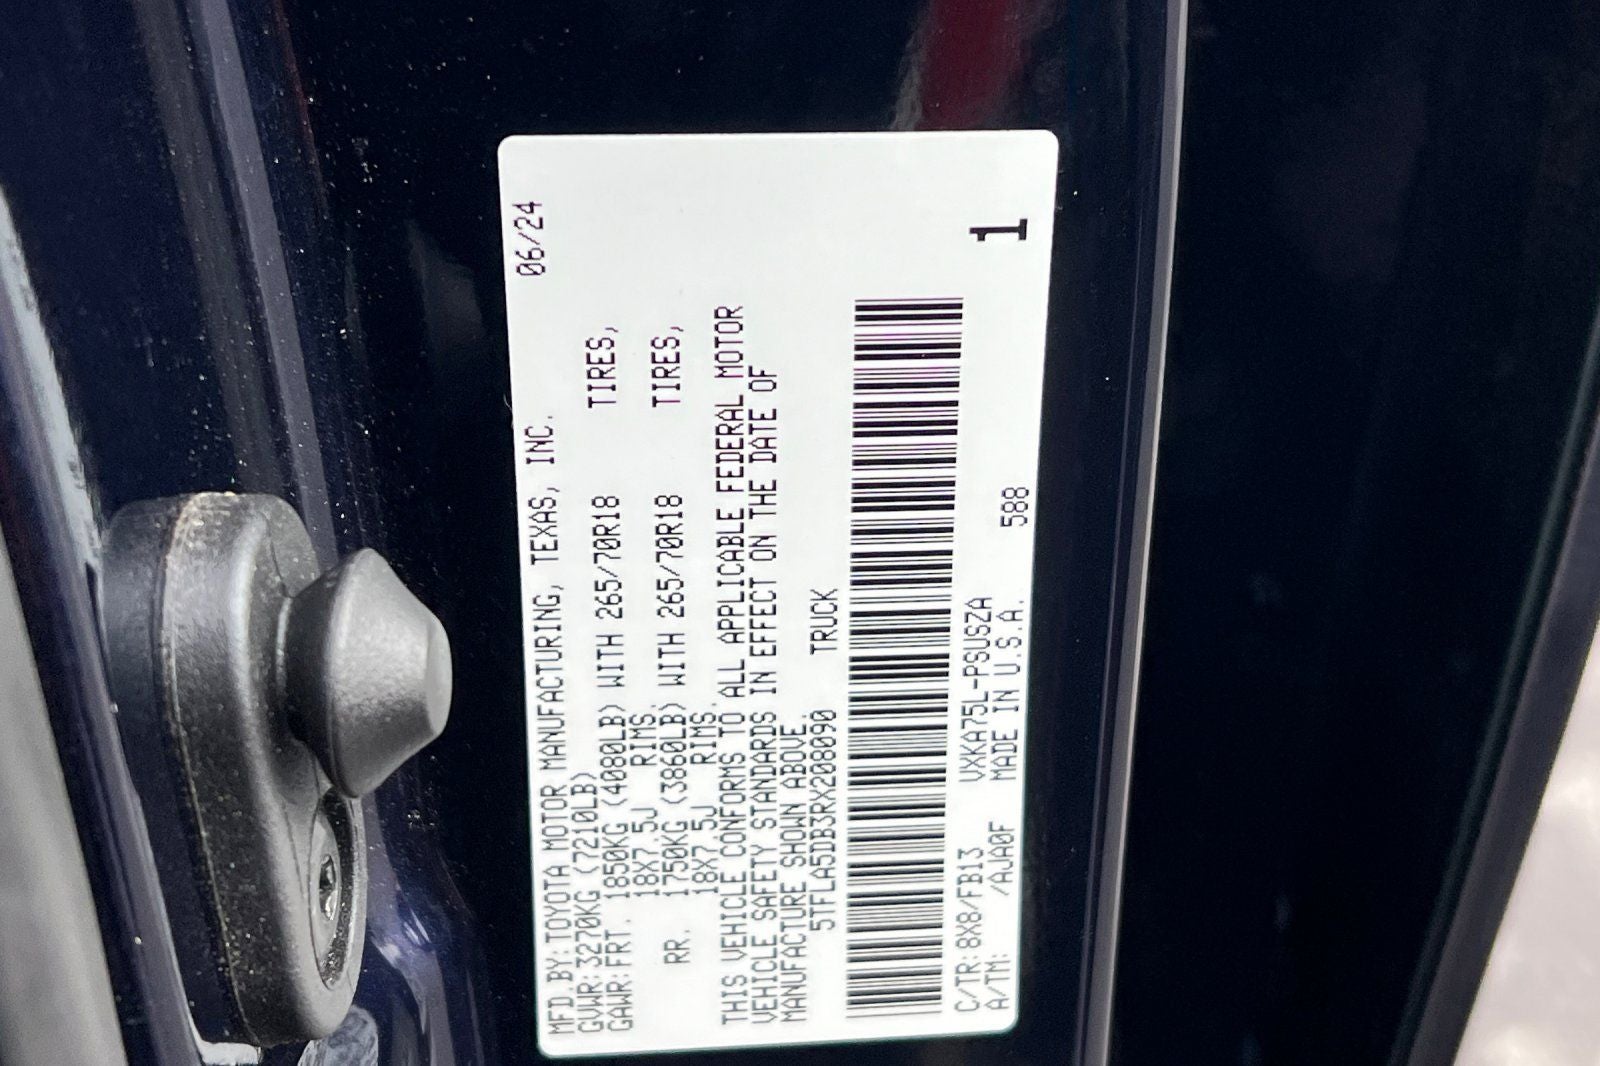 MFD.BY:TOYOTA MOTOR MANUFACTURING, TEXAS, INC. 06/24
GVWR:3270KG (7210LB)
GAWR:FRT. 1850KG (4080LB) WITH 265/70R18 TIRES,
18X7.5J RIMS.
RR. 1750KG (3860LB) WITH 265/70R18 TIRES,
18X7.5J RIMS.
THIS VEHICLE CONFORMS TO ALL APPLICABLE FEDERAL MOTOR
VEHICLE SAFETY STANDARDS IN EFFECT ON THE DATE OF
MANUFACTURE SHOWN ABOVE.
5TFLA5DB3RX208090 TRUCK
C/TR:8X8/FB13 VXKA75L-PSUSZA
A/TM: /AJA0F MADE IN U.S.A. 588
1